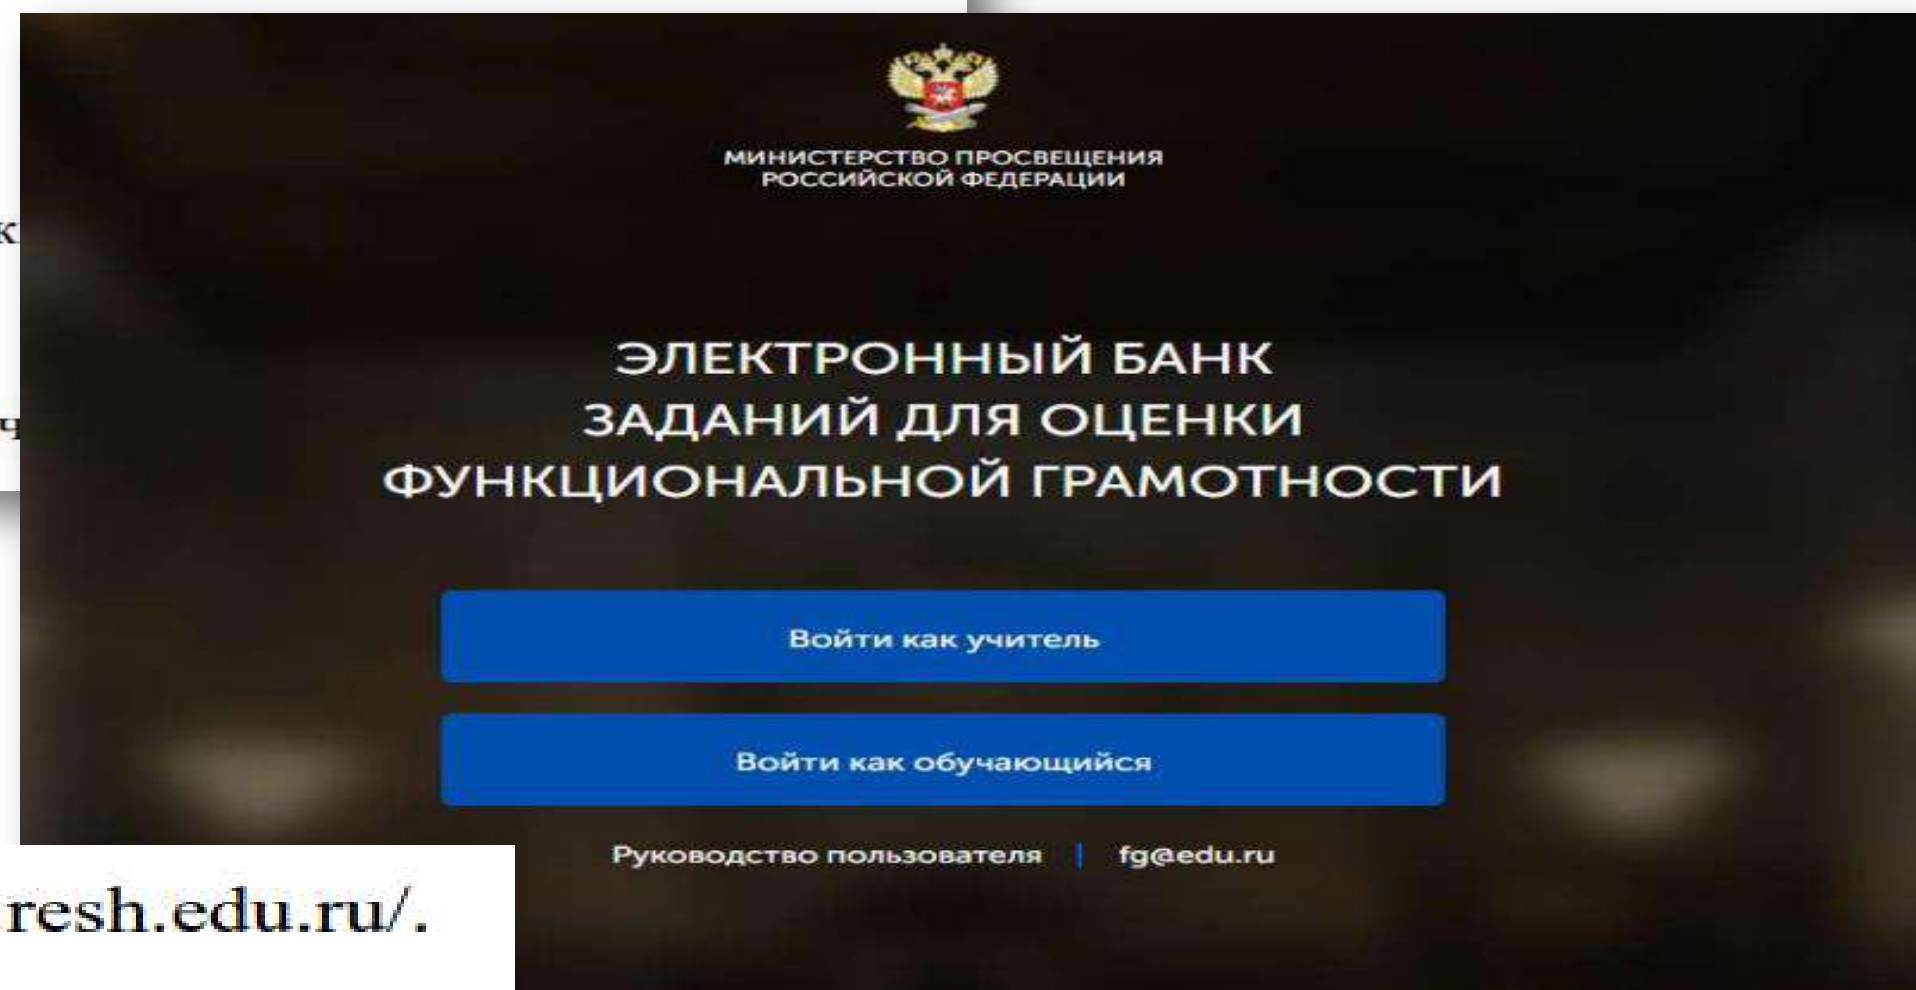 МИНИСТЕРСТВО ПРОСВЕЩЕНИЯ
РОССИЙСКОЙ ФЕДЕРАЦИИ
ЭЛЕКТРОННЫЙ БАНК
ЗАДАНИЙ ДЛЯ ОЦЕНКИ
ФУНКЦИОНАЛЬНОЙ ГРАМОТНОСТИ
Войти как учитель
Войти как обучающийся
Руководство пользователя | fg@edu.ru
resh.edu.ru/.